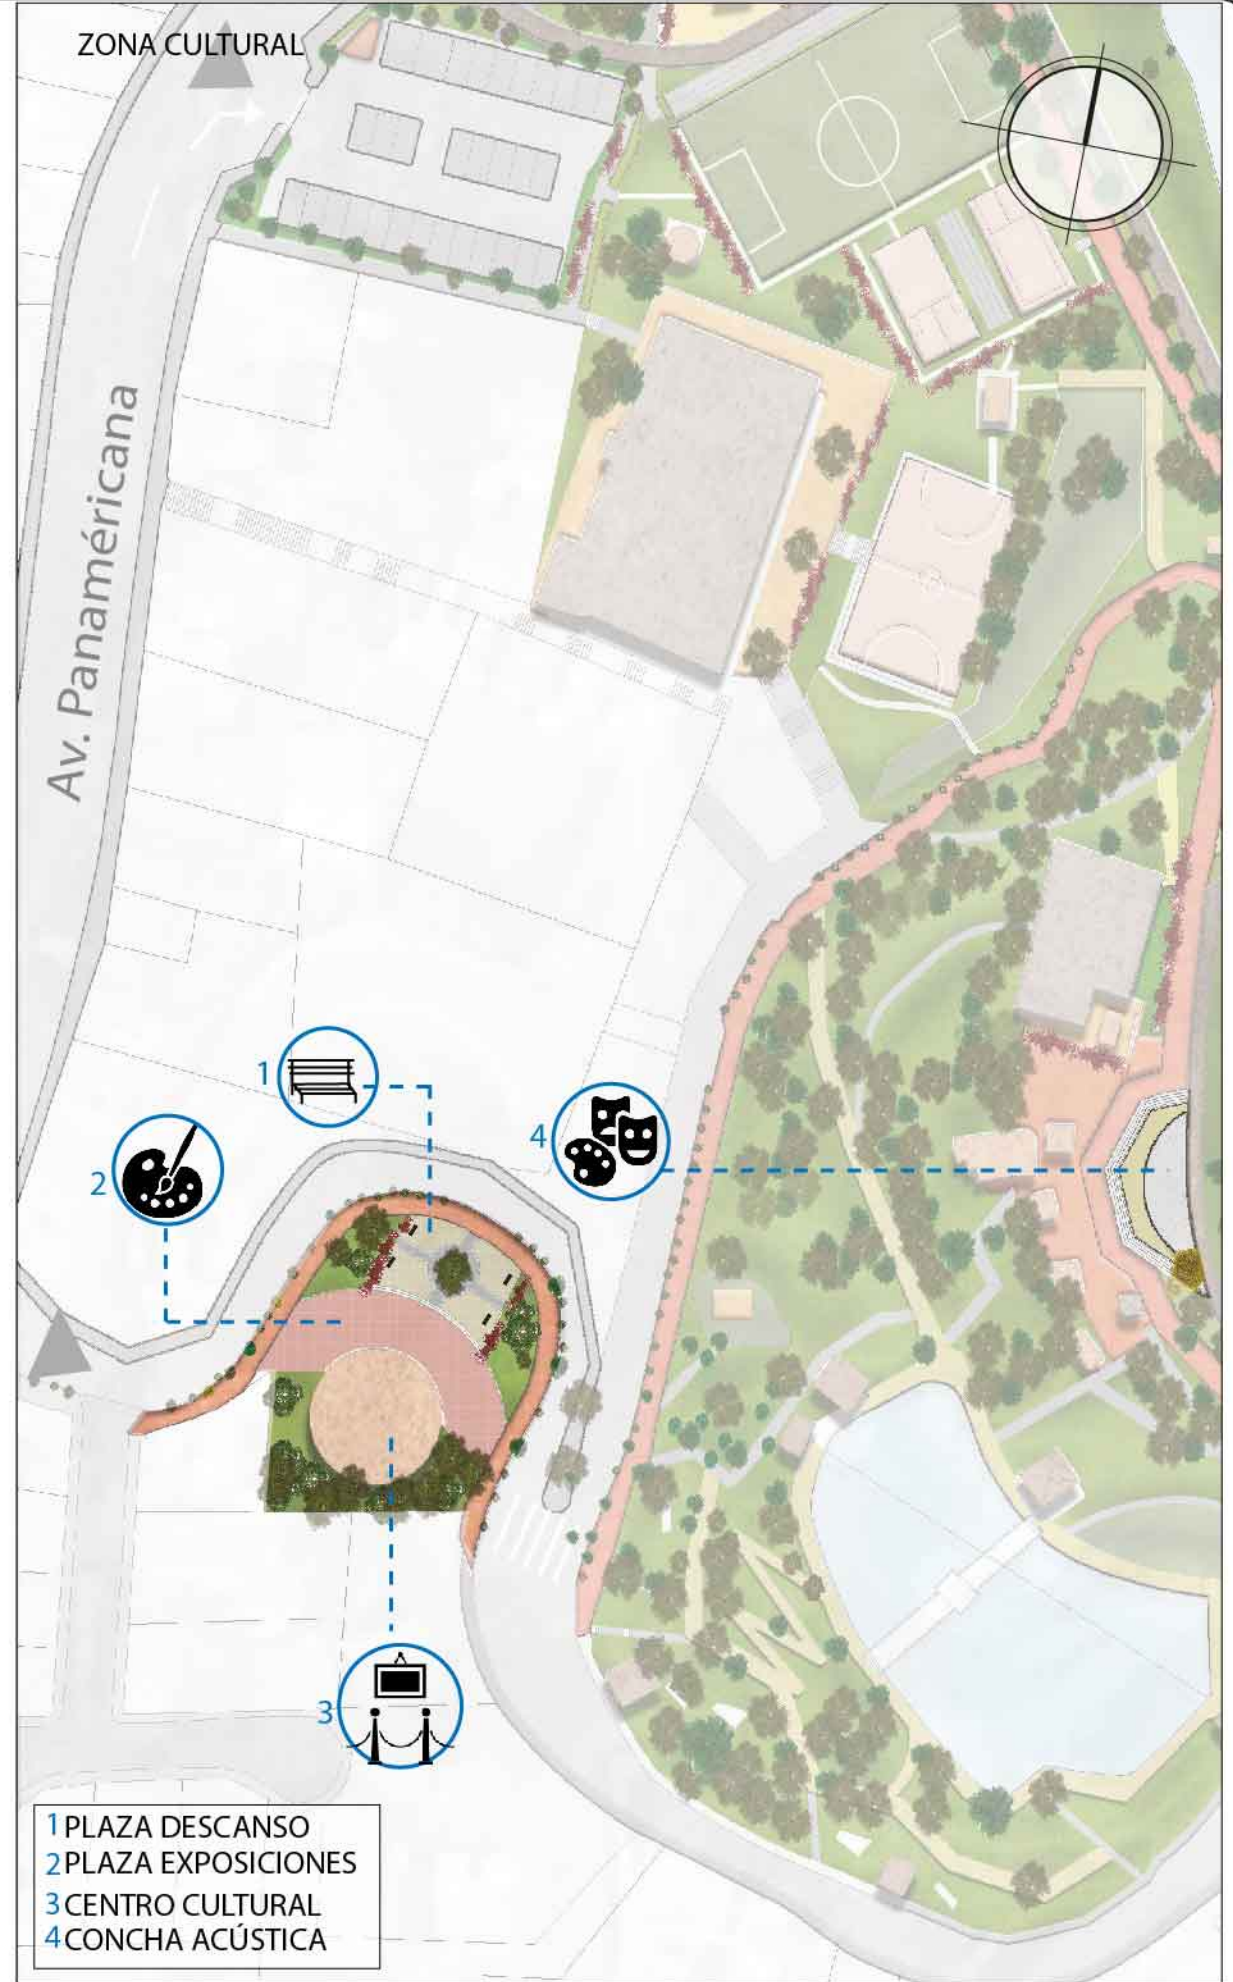 ZONA CULTURAL
Av. Panaméricana
1
2
4
3
1 PLAZA DESCANSO
2 PLAZA EXPOSICIONES
3 CENTRO CULTURAL
4 CONCHA ACÚSTICA